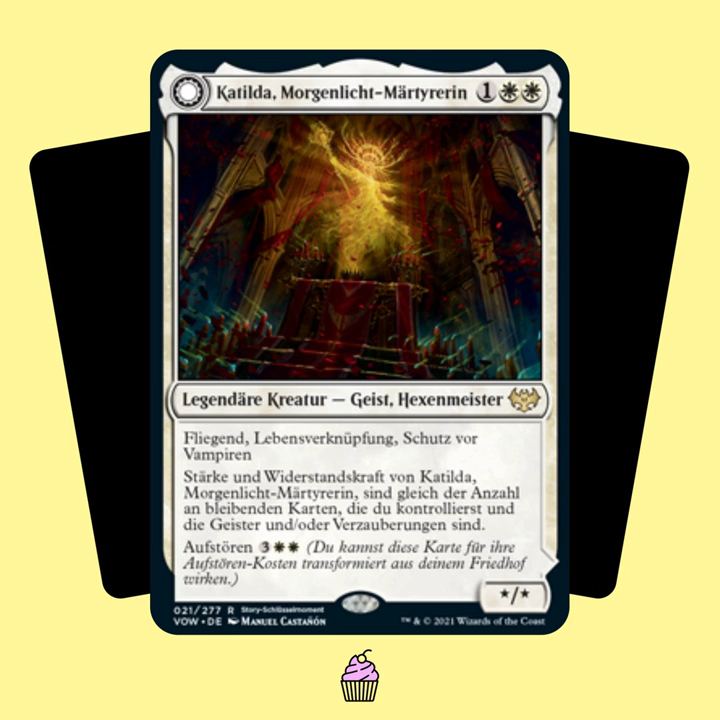 Katilda, Morgenlicht-Märtyrerin 1
Legendäre Kreatur — Geist, Hexenmeister
Fliegend, Lebensverknüpfung, Schutz vor
Vampiren
Stärke und Widerstandskraft von Katilda,
Morgenlicht-Märtyrerin, sind gleich der Anzahl
an bleibenden Karten, die du kontrollierst und
die Geister und/oder Verzauberungen sind.
Aufstören 3 (Du kannst diese Karte für ihre
Aufstören-Kosten transformiert aus deinem Friedhof
wirken.)
*/*
021/277 R Story-Schlüsselmoment
VOW • DE Manuel Castañón
™ & © 2021 Wizards of the Coast